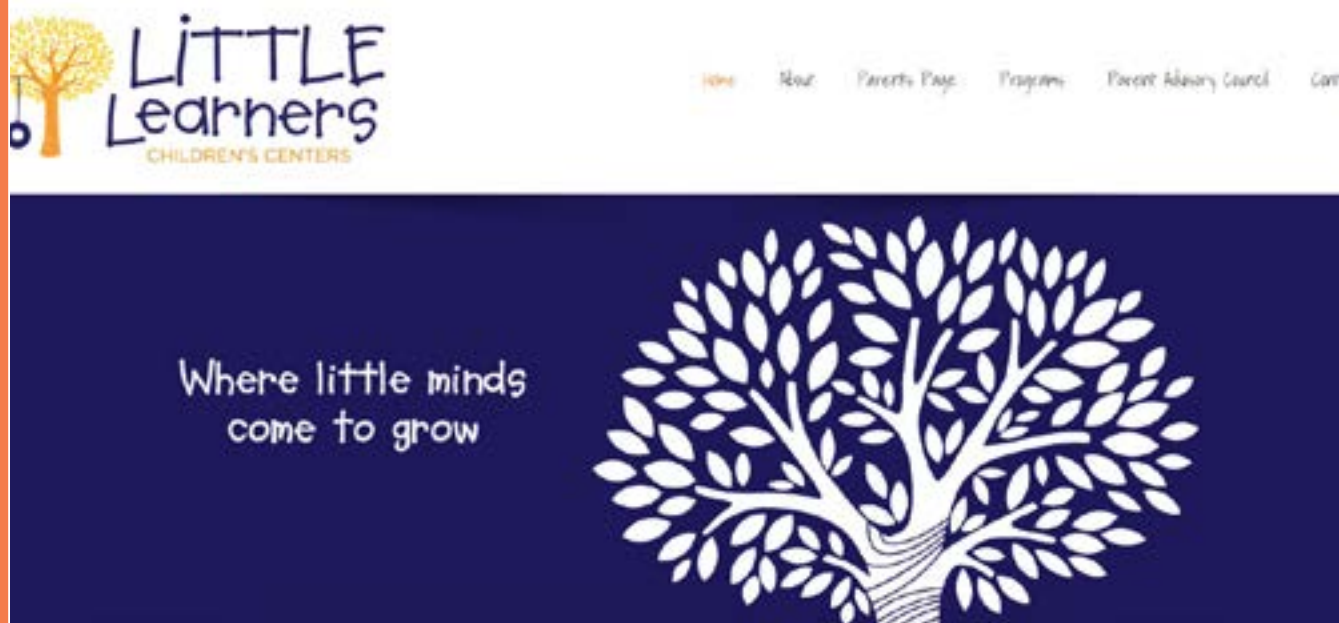 LiTTLE
Learners
CHILDREN'S CENTERS
Home About Parents Page Programs Parent Advisory Council
Where little minds
come to grow